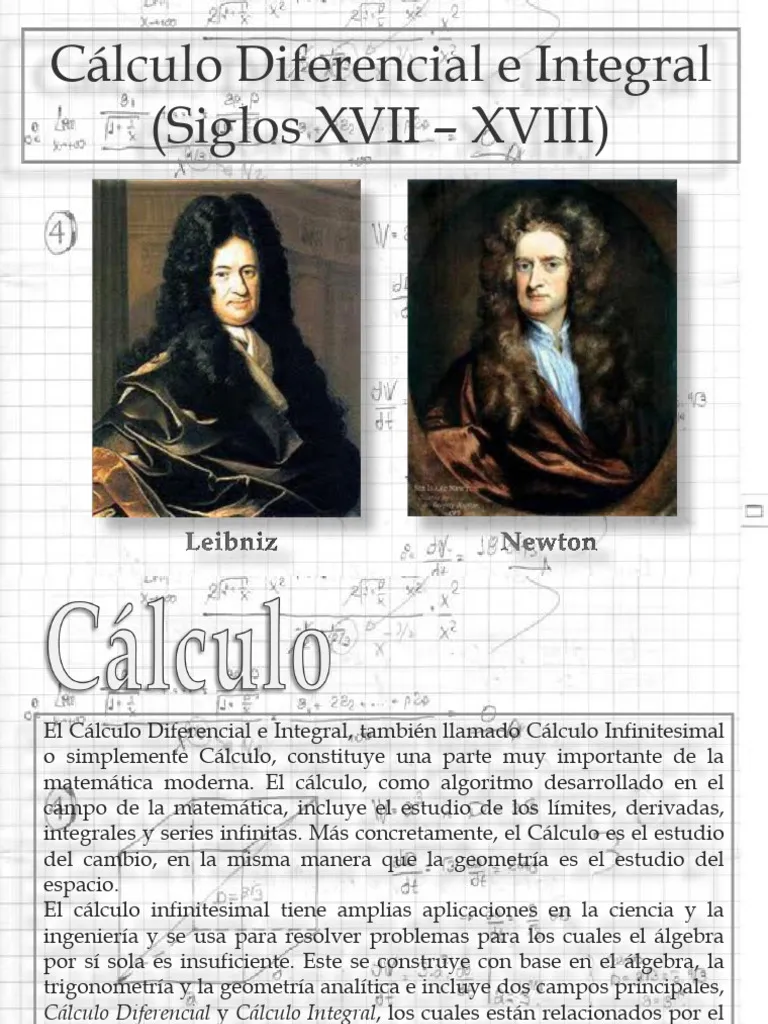 Cálculo Diferencial e Integral
(Siglos XVII – XVIII)
Leibniz
Newton
Cálculo
El Cálculo Diferencial e Integral, también llamado Cálculo Infinitesimal
o simplemente Cálculo, constituye una parte muy importante de la
matemática moderna. El cálculo, como algoritmo desarrollado en el
campo de la matemática, incluye el estudio de los límites, derivadas,
integrales y series infinitas. Más concretamente, el Cálculo es el estudio
del cambio, en la misma manera que la geometría es el estudio del
espacio.
El cálculo infinitesimal tiene amplias aplicaciones en la ciencia y la
ingeniería y se usa para resolver problemas para los cuales el álgebra
por sí sola es insuficiente. Este se construye con base en el álgebra, la
trigonometría y la geometría analítica e incluye dos campos principales,
Cálculo Diferencial y Cálculo Integral, los cuales están relacionados por el